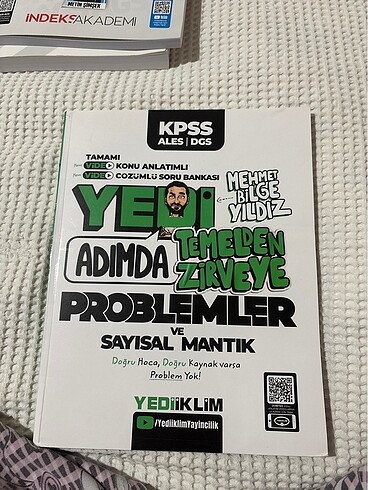 METİN ŞİMŞEK
İNDEKSAKADEMİ
KPSS
ALES | DGS
TAMAMI
VİDEO KONU ANLATIMLI
VİDEO ÇÖZÜMLÜ SORU BANKASI
YEDİ
MEHMET
BİLGE
YILDIZ
ADIMDA
TEMELDEN
ZİRVEYE
PROBLEMLER
VE
SAYISAL MANTIK
Doğru Hoca, Doğru Kaynak varsa
Problem Yok!
YEDİİKLİM
/YediiklimYayincilik